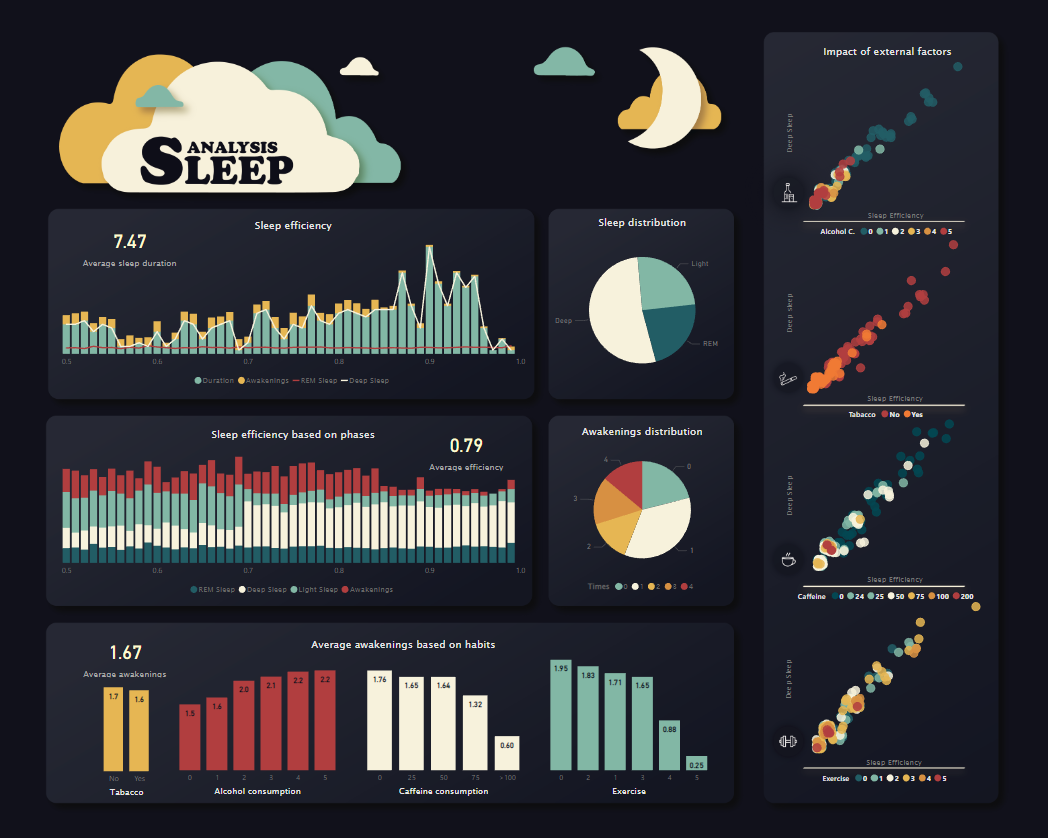 ANALYSIS
SLEEP
Sleep efficiency
7.47
Average sleep duration
0.5 0.6 0.7 0.8 0.9 1.0
Duration Awakenings REM Sleep Deep Sleep
Sleep distribution
Light
Deep
REM
Sleep efficiency based on phases
0.79
Average efficiency
0.5 0.6 0.7 0.8 0.9 1.0
REM Sleep Deep Sleep Light Sleep Awakenings
Awakenings distribution
4 0
3
2 1
Times 0 1 2 3 4
Average awakenings based on habits
1.67
Average awakenings
1.7 1.6
No Yes
Tabacco
1.5 1.6 2.0 2.1 2.2 2.2
0 1 2 3 4 5
Alcohol consumption
1.76 1.65 1.64 1.32 0.60
0 25 50 75 >100
Caffeine consumption
1.95 1.83 1.71 1.65 0.88 0.25
0 2 1 3 4 5
Exercise
Impact of external factors
Deep Sleep
Sleep Efficiency
Alcohol C. 0 1 2 3 4 5
Deep sleep
Sleep Efficiency
Tabacco No Yes
Deep Sleep
Sleep Efficiency
Caffeine 0 24 25 50 75 100 200
Deep Sleep
Sleep Efficiency
Exercise 0 1 2 3 4 5